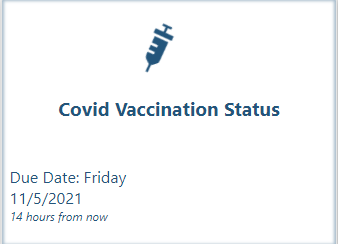 Covid Vaccination Status
Due Date: Friday
11/5/2021
14 hours from now